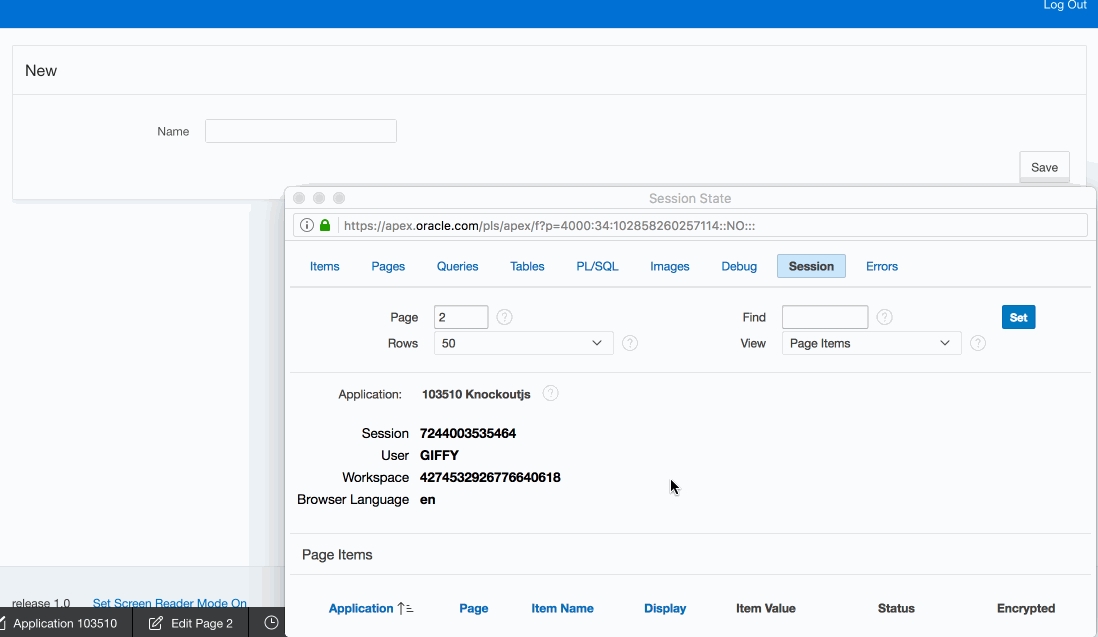 Log Out
New
Name
Save
Session State
https://apex.oracle.com/pls/apex/f?p=4000:34:102858260257114::NO:::
Items Pages Queries Tables PL/SQL Images Debug Session Errors
Page 2 ? Find ? Set
Rows 50 ? View Page Items ?
Application: 103510 Knockoutjs ?
Session 7244003535464
User GIFFY
Workspace 4274532926776640618
Browser Language en
Page Items
Application Page Item Name Display Item Value Status Encrypted
release 1.0 Set Screen Reader Mode On
Application 103510 Edit Page 2